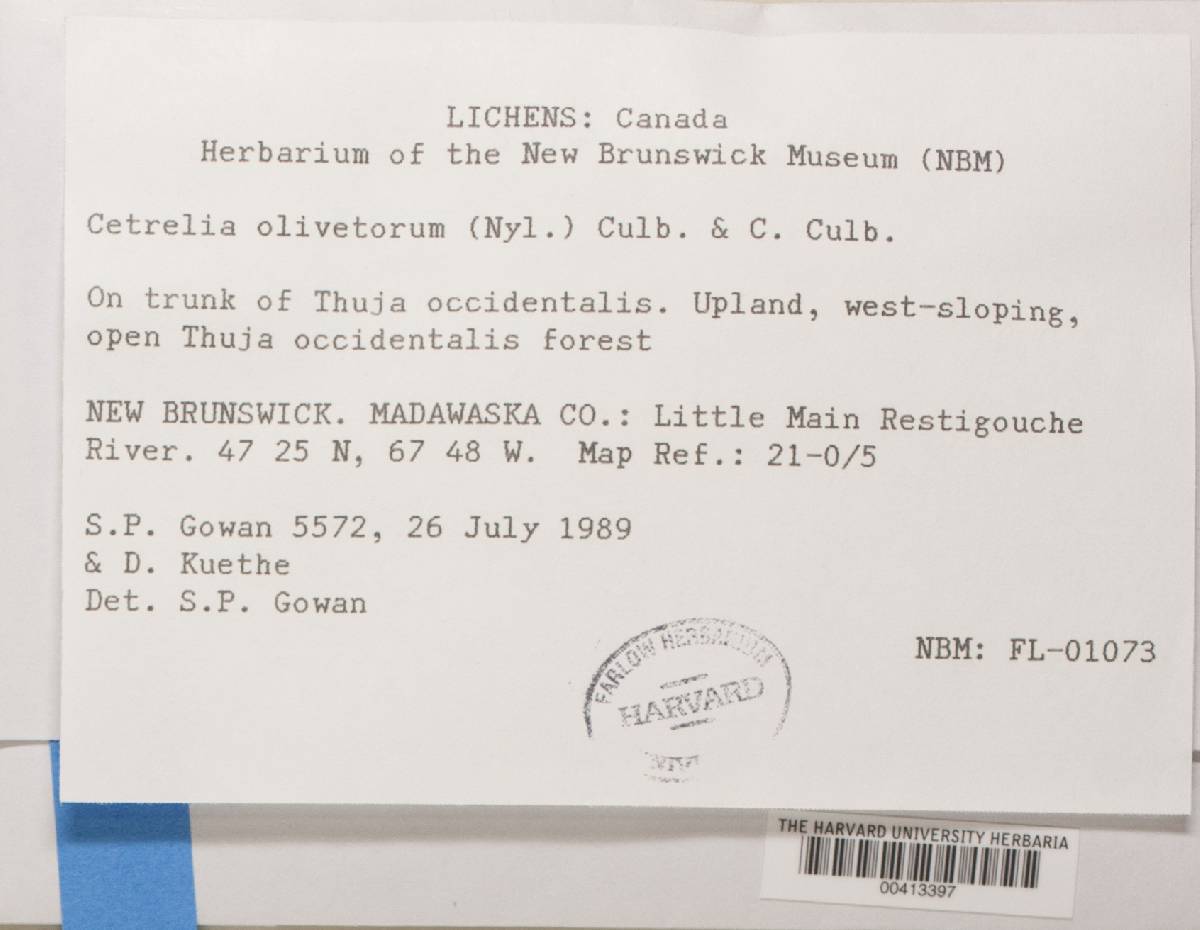 LICHENS: Canada
Herbarium of the New Brunswick Museum (NBM)
Cetrelia olivetorum (Nyl.) Culb. & C. Culb.
On trunk of Thuja occidentalis. Upland, west-sloping,
open Thuja occidentalis forest
NEW BRUNSWICK. MADAWASKA CO.: Little Main Restigouche
River. 47 25 N, 67 48 W. Map Ref.: 21-0/5
S.P. Gowan 5572, 26 July 1989
& D. Kuethe
Det. S.P. Gowan
NBM: FL-01073
FARLOW HERBARIUM
HARVARD
THE HARVARD UNIVERSITY HERBARIA
00413397